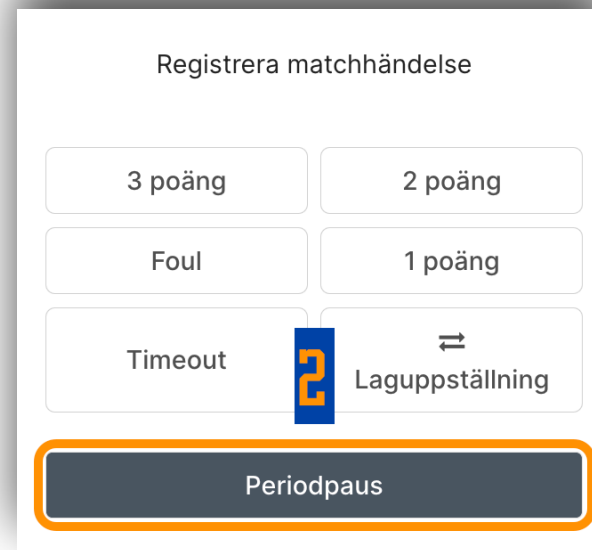 Registrera matchhändelse
3 poäng
2 poäng
Foul
1 poäng
Timeout
2
Laguppställning
Periodpaus